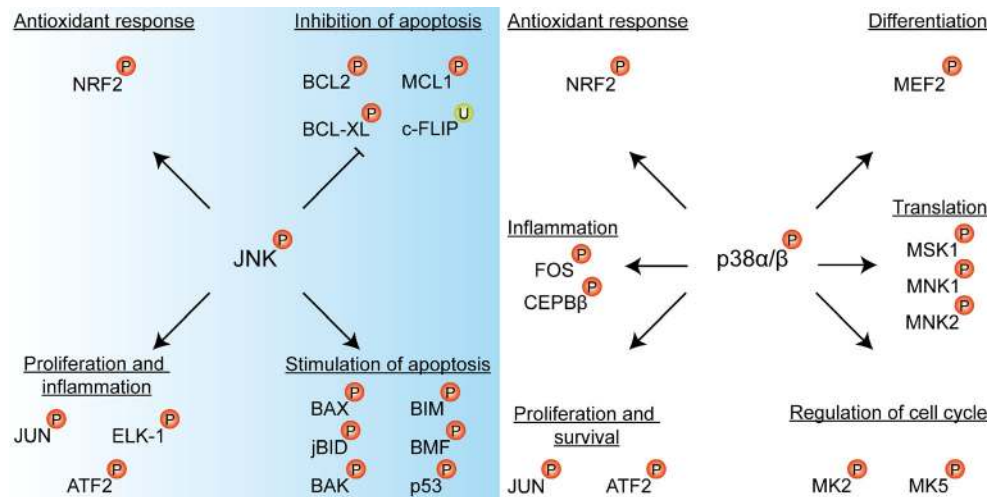 Antioxidant response
NRF2 P
Inhibition of apoptosis
BCL2 P MCL1 P
BCL-XL P c-FLIP U
JNK P
Proliferation and
inflammation
JUN P ELK-1 P
ATF2 P
Stimulation of apoptosis
BAX P BIM P
jBID P BMF P
BAK P p53 P
Antioxidant response
NRF2 P
Differentiation
MEF2 P
Inflammation
FOS P
CEPBβ P
p38α/β P
Translation
MSK1 P
MNK1 P
MNK2 P
Proliferation and
survival
JUN P ATF2 P
Regulation of cell cycle
MK2 P MK5 P